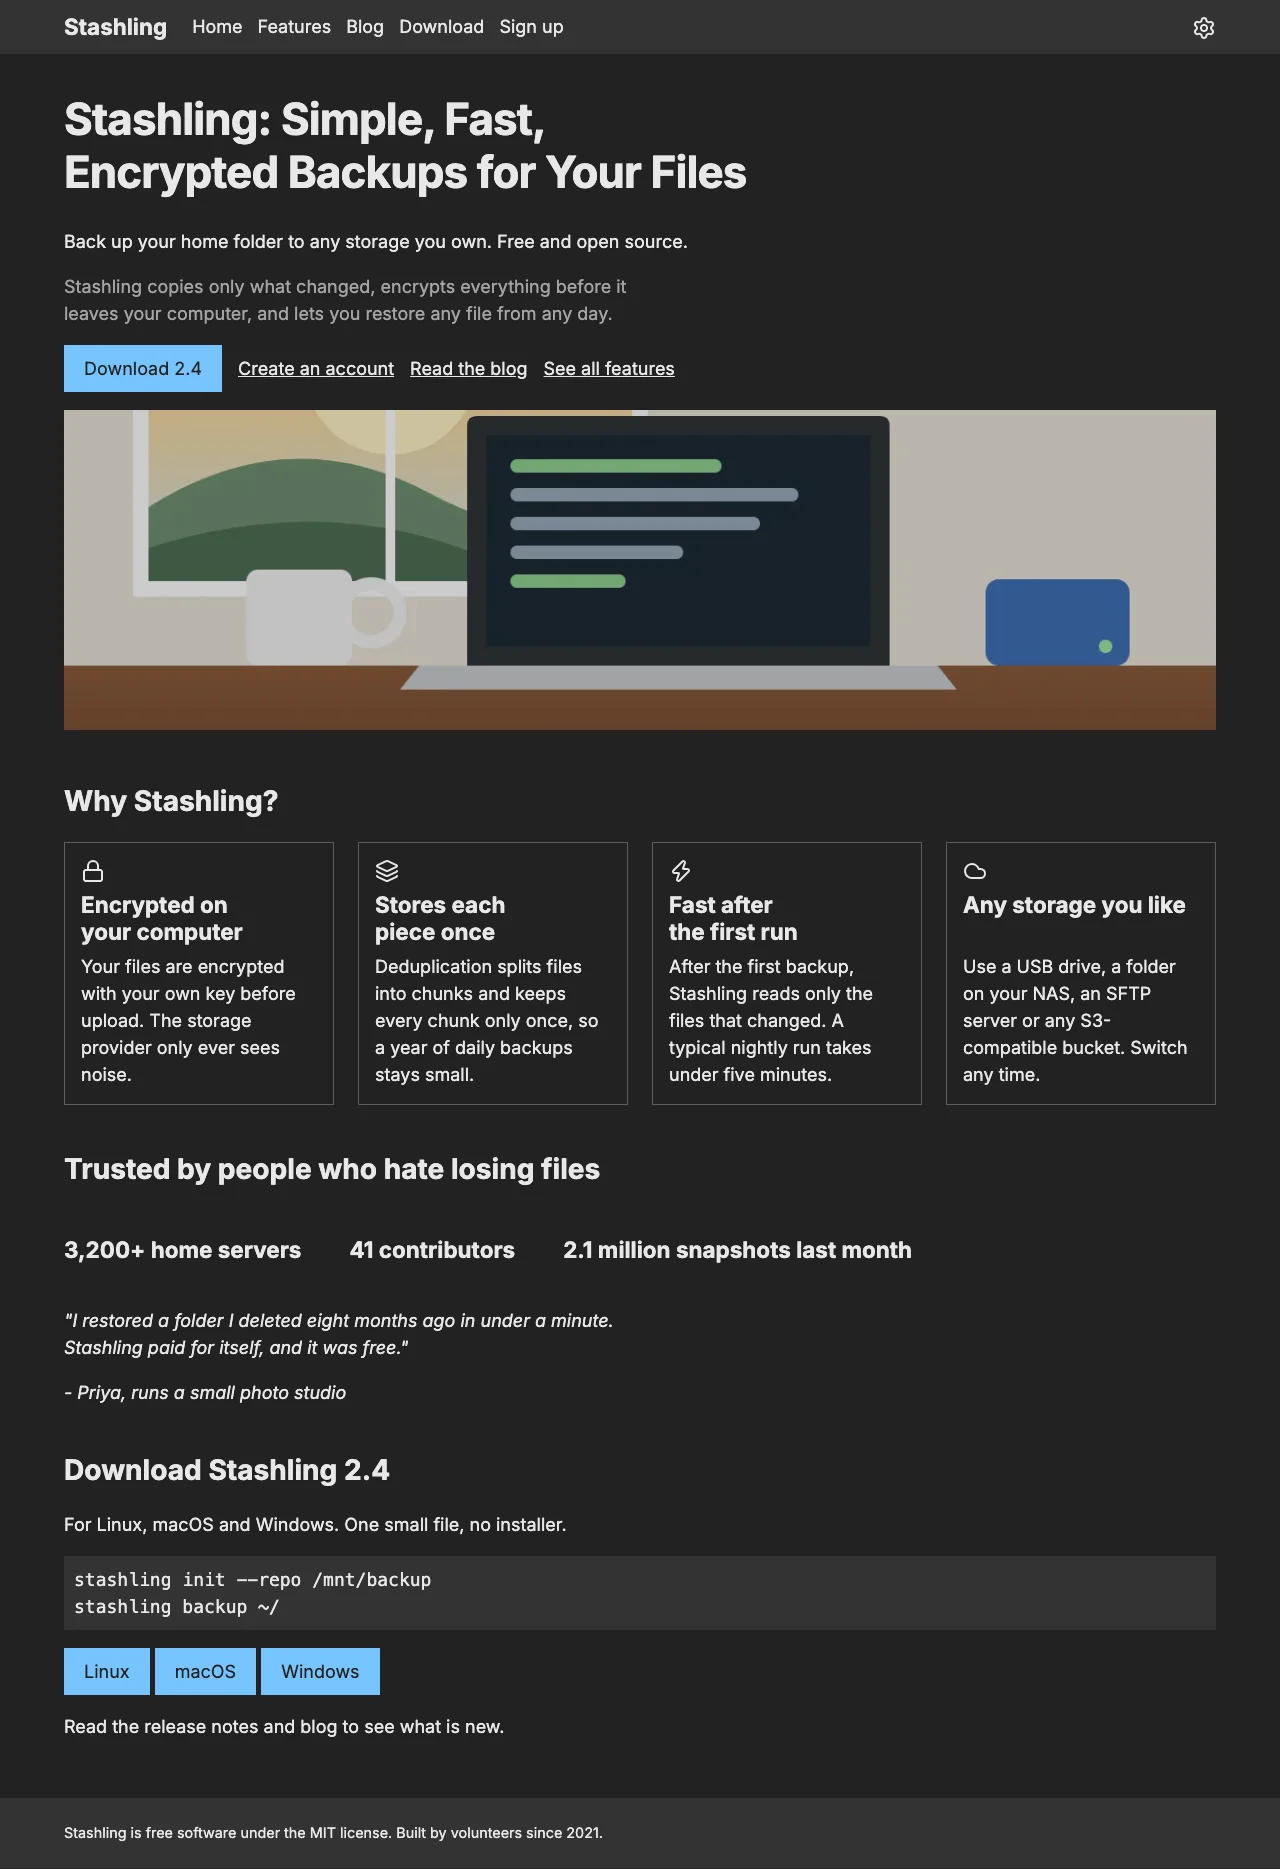 Stashling Home Features Blog Download Sign up
Stashling: Simple, Fast,
Encrypted Backups for Your Files
Back up your home folder to any storage you own. Free and open source.
Stashling copies only what changed, encrypts everything before it
leaves your computer, and lets you restore any file from any day.
Download 2.4 Create an account Read the blog See all features
Why Stashling?
Encrypted on
your computer
Your files are encrypted
with your own key before
upload. The storage
provider only ever sees
noise.
Stores each
piece once
Deduplication splits files
into chunks and keeps
every chunk only once, so
a year of daily backups
stays small.
Fast after
the first run
After the first backup,
Stashling reads only the
files that changed. A
typical nightly run takes
under five minutes.
Any storage you like
Use a USB drive, a folder
on your NAS, an SFTP
server or any S3-
compatible bucket. Switch
any time.
Trusted by people who hate losing files
3,200+ home servers 41 contributors 2.1 million snapshots last month
"I restored a folder I deleted eight months ago in under a minute.
Stashling paid for itself, and it was free."
- Priya, runs a small photo studio
Download Stashling 2.4
For Linux, macOS and Windows. One small file, no installer.
stashling init --repo /mnt/backup
stashling backup ~/
Linux macOS Windows
Read the release notes and blog to see what is new.
Stashling is free software under the MIT license. Built by volunteers since 2021.